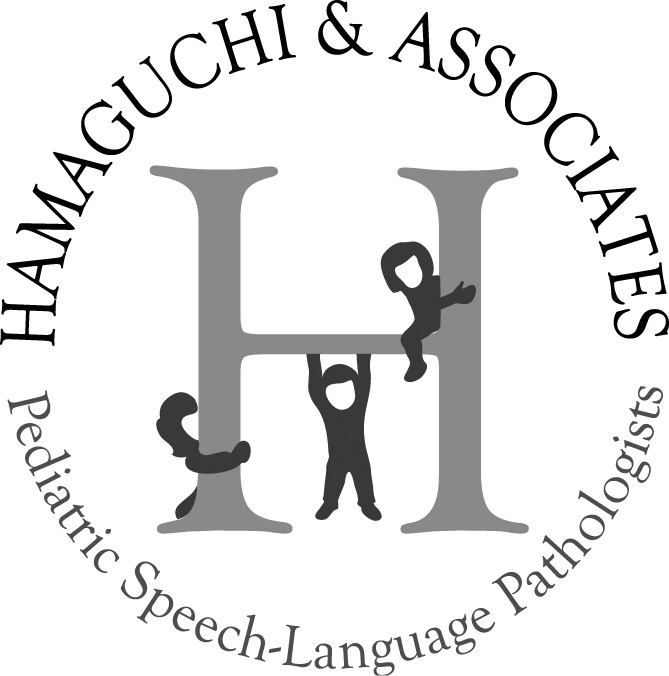 HAMAGUCHI & ASSOCIATES
H
Pediatric Speech-Language Pathologists